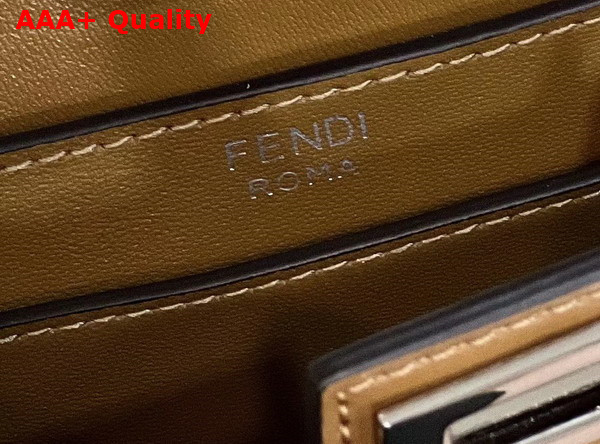 AAA+ Quality
FENDI
ROMA